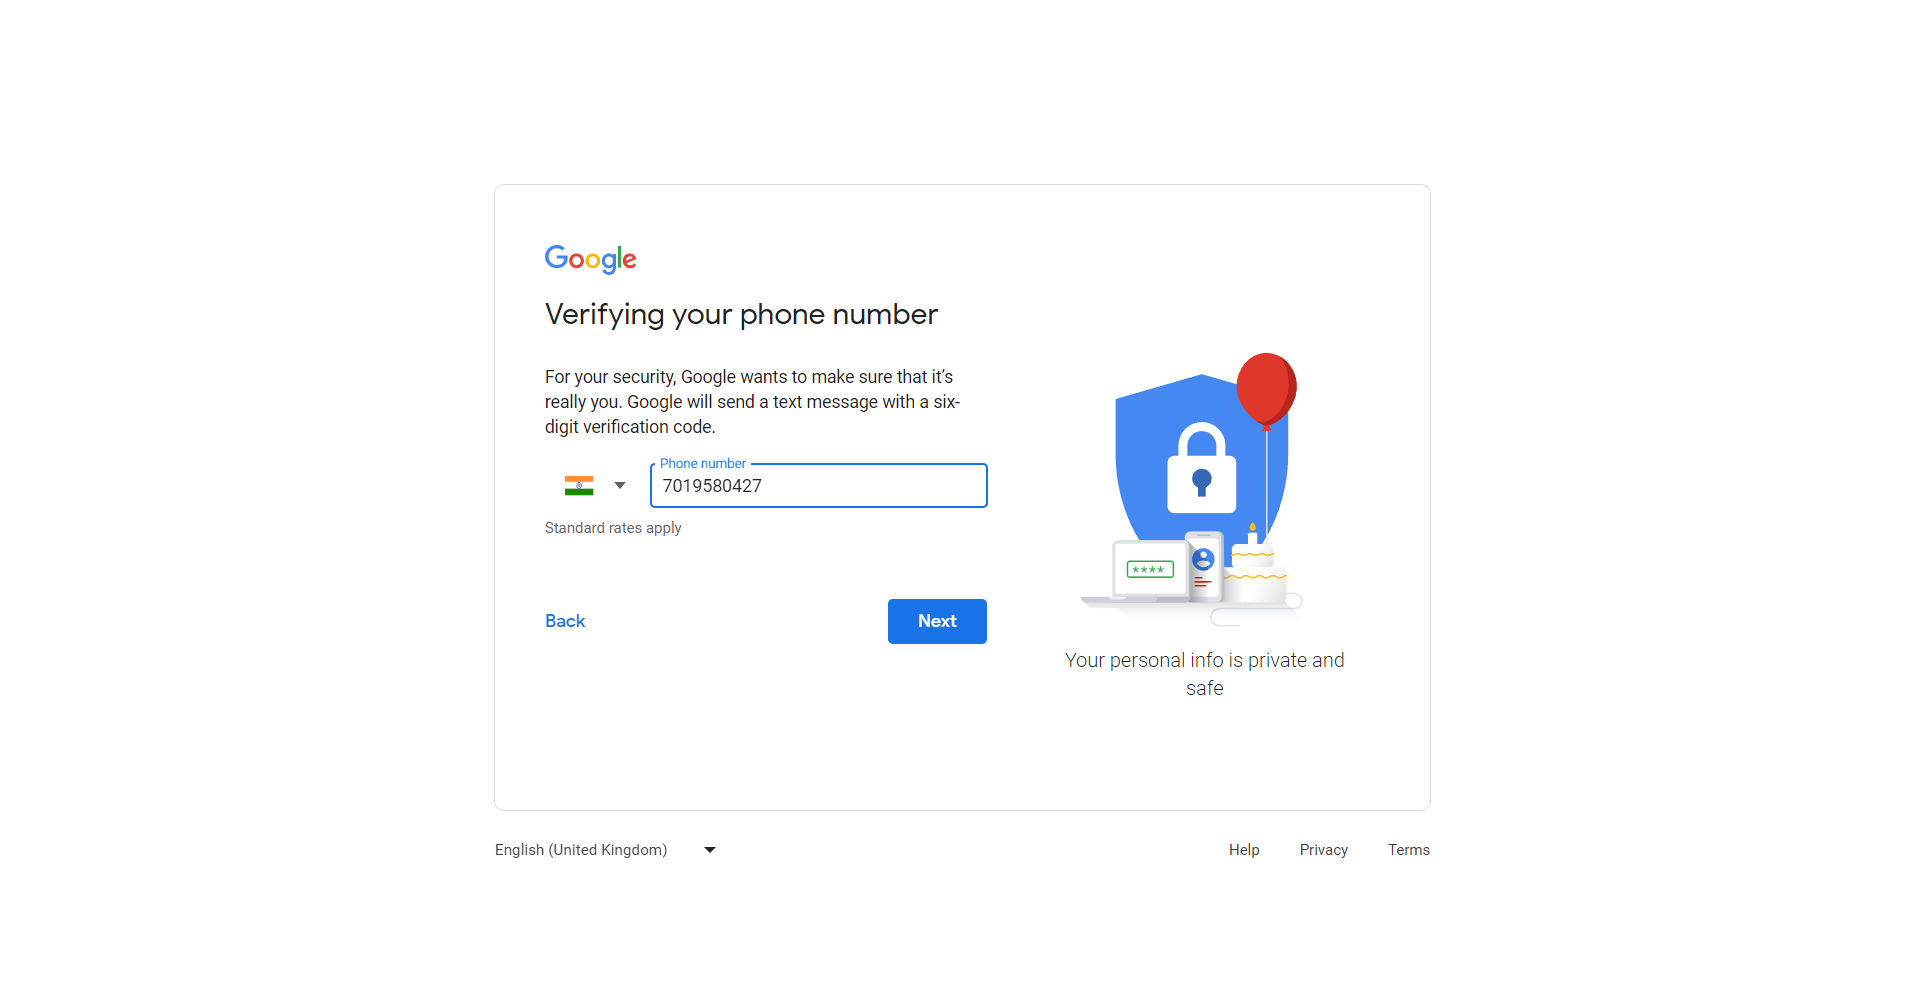 Google
Verifying your phone number
For your security, Google wants to make sure that it’s
really you. Google will send a text message with a six-
digit verification code.
Phone number
7019580427
Standard rates apply
Back
Next
****
Your personal info is private and
safe
English (United Kingdom)
Help
Privacy
Terms